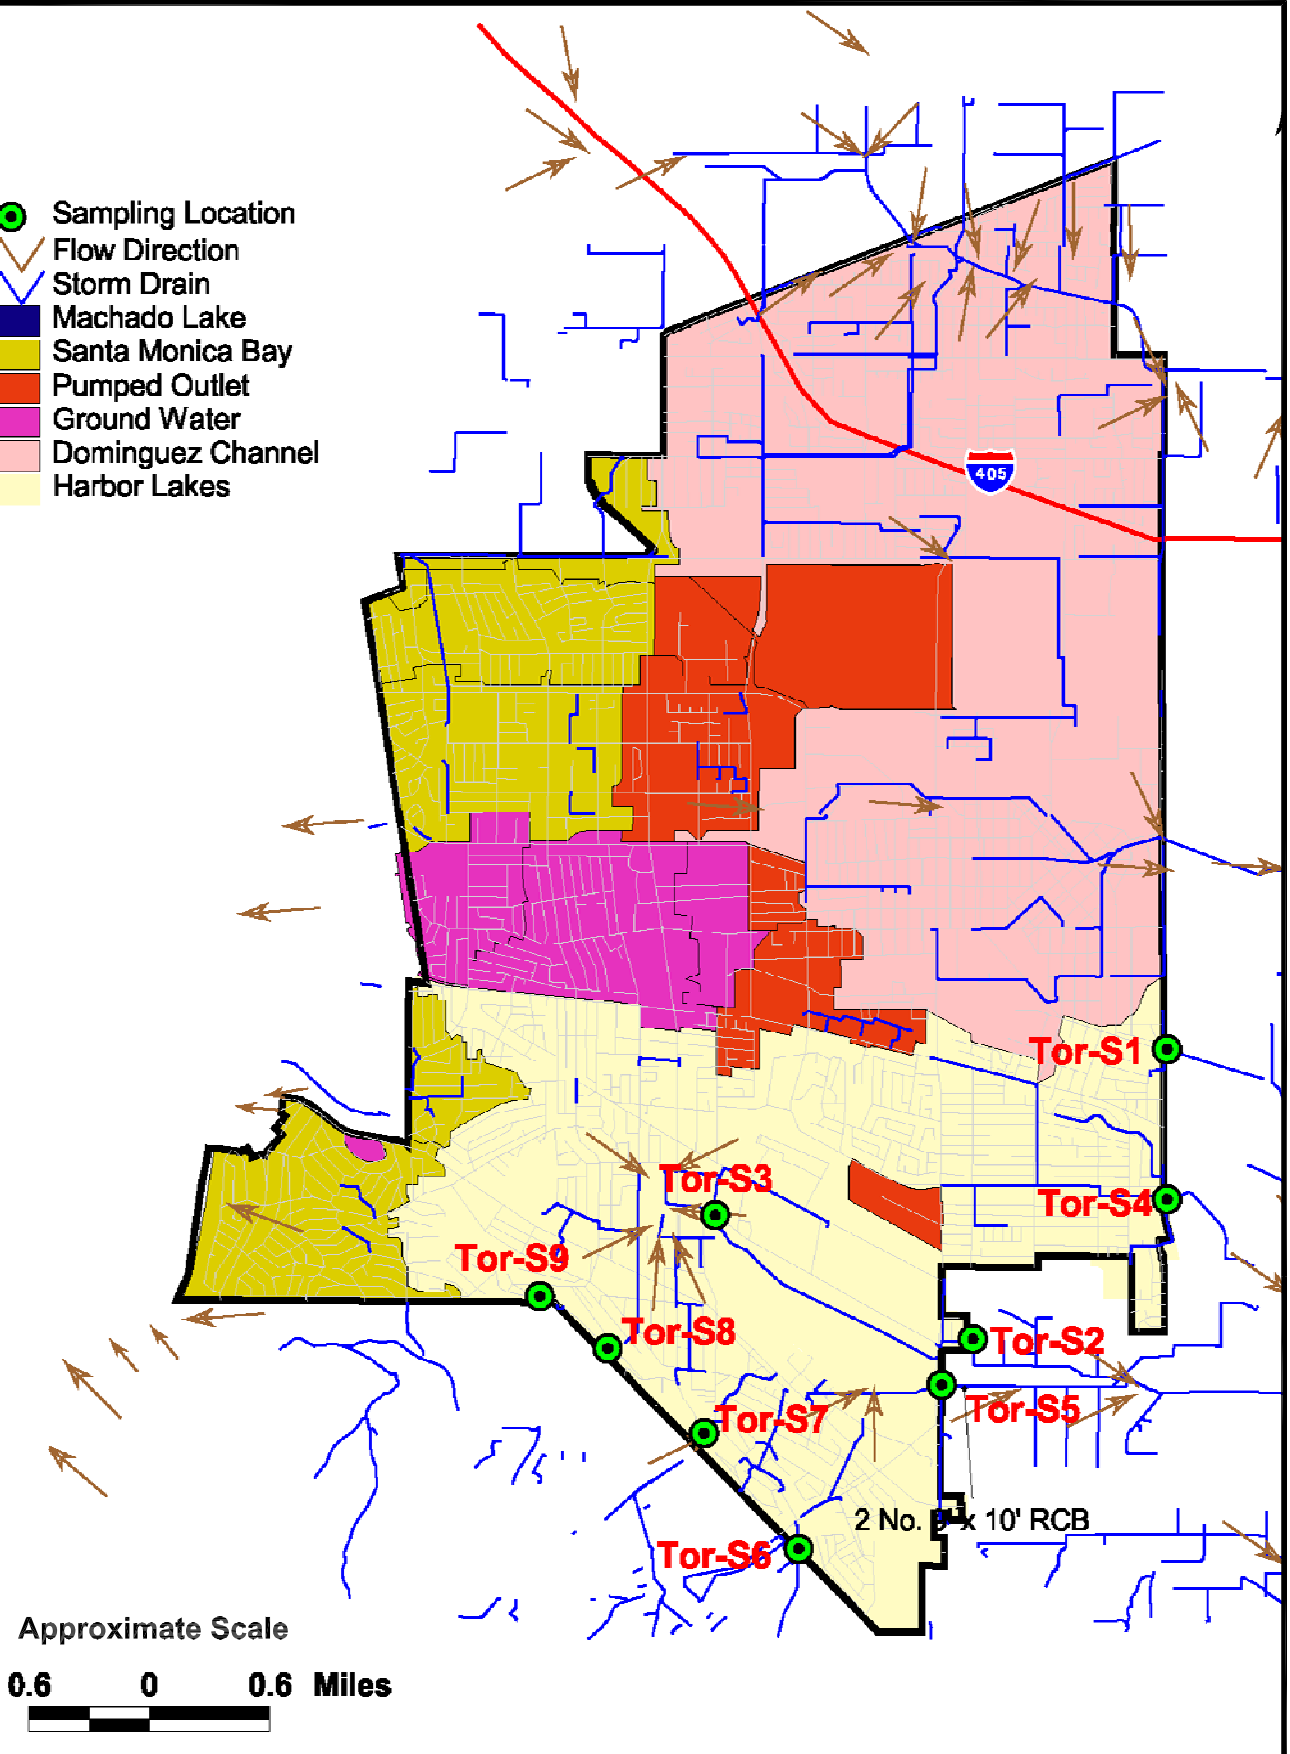 Sampling Location
Flow Direction
Storm Drain
Machado Lake
Santa Monica Bay
Pumped Outlet
Ground Water
Dominguez Channel
Harbor Lakes
405
Tor-S1
Tor-S3
Tor-S4
Tor-S9
Tor-S8
Tor-S2
Tor-S7
Tor-S5
2 No. x 10' RCB
Tor-S6
Approximate Scale
0.6 0 0.6 Miles